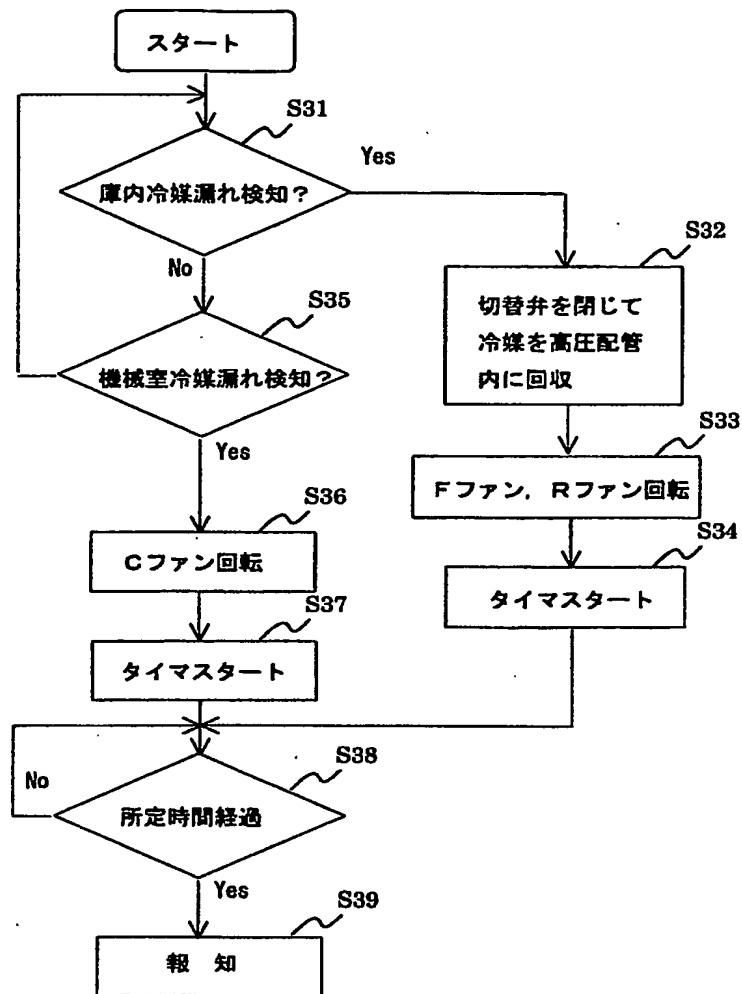 スタート
S31
庫内冷媒漏れ検知？
Yes
No
S32
切替弁を閉じて
冷媒を高圧配管
内に回収
S35
機械室冷媒漏れ検知？
Yes
S33
Fファン，Rファン回転
S36
Cファン回転
S34
タイマスタート
S37
タイマスタート
S38
所定時間経過
No
Yes
S39
報 知